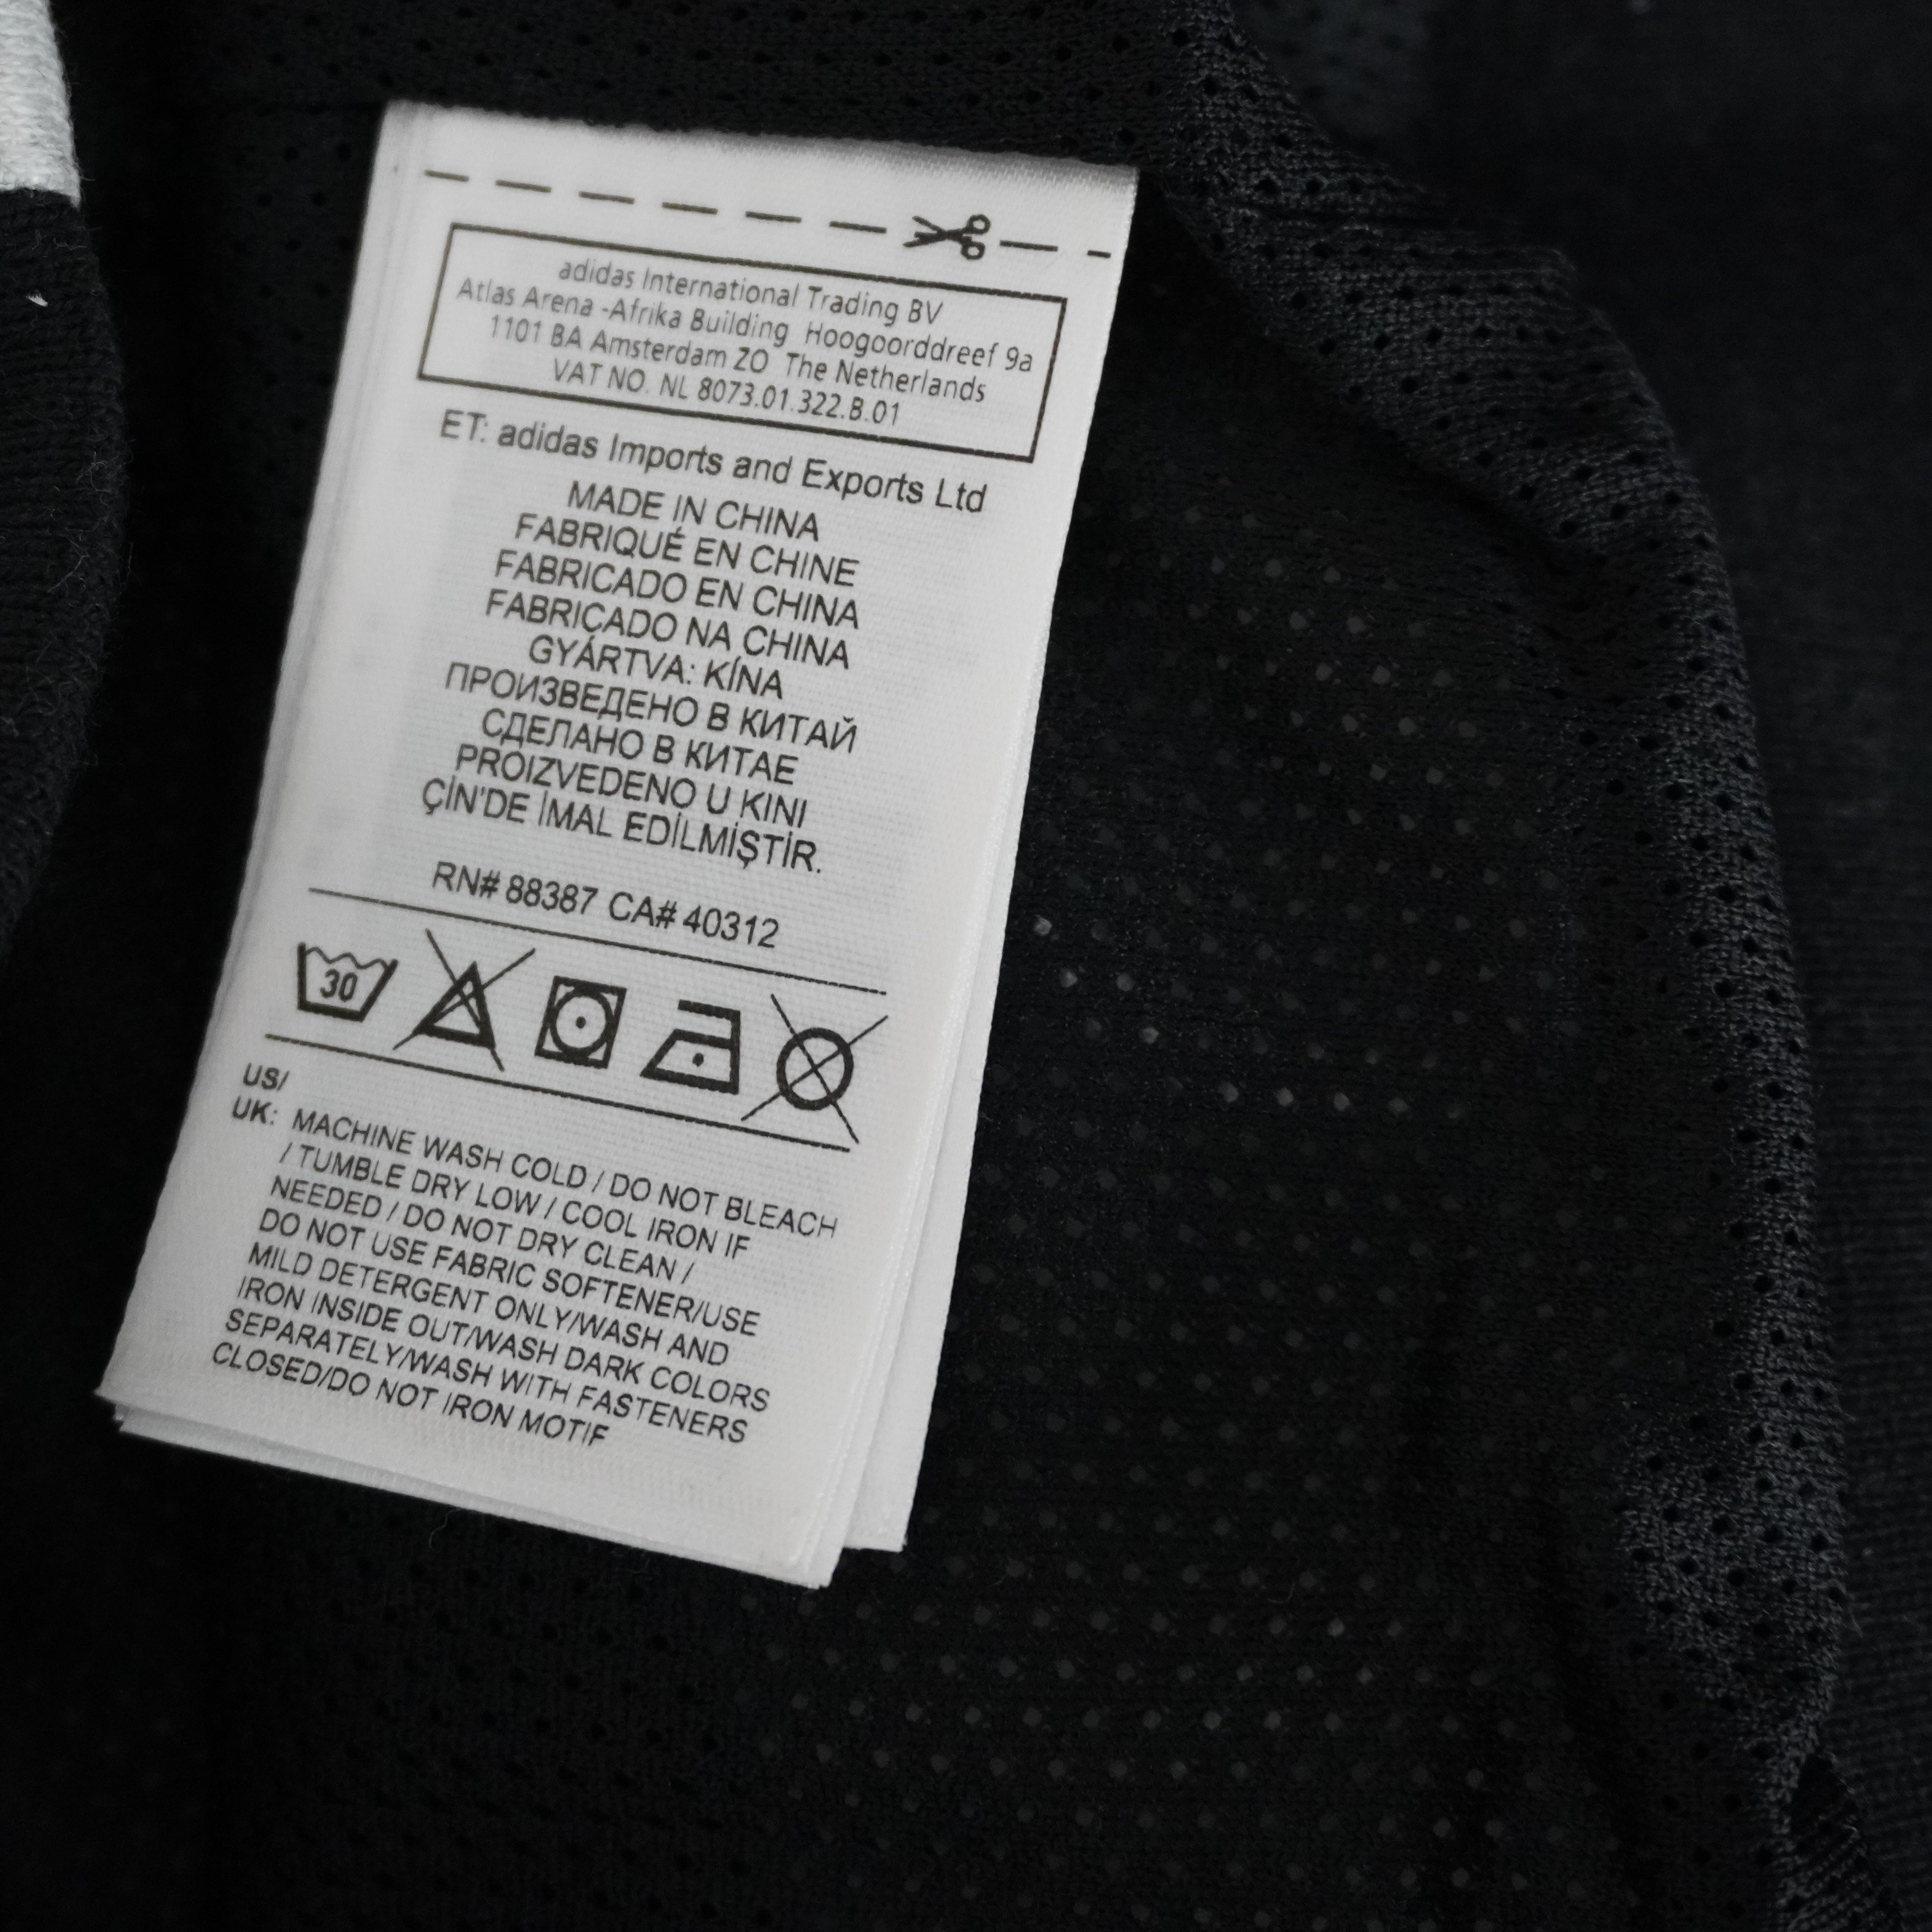 adidas International Trading BV
Atlas Arena -Afrika Building Hoogoorddreef 9a
1101 BA Amsterdam ZO The Netherlands
VAT NO. NL 8073.01.322.B.01
ET: adidas Imports and Exports Ltd
MADE IN CHINA
FABRIQUÉ EN CHINE
FABRICADO EN CHINA
FABRICADO NA CHINA
GYÁRTVA: KÍNA
ПРОИЗВЕДЕНО В КИТАЙ
СДЕЛАНО В КИТАЕ
PROIZVEDENO U KINI
ÇİN'DE İMAL EDİLMİŞTİR.
RN# 88387 CA# 40312
30
US/
UK: MACHINE WASH COLD / DO NOT BLEACH
/ TUMBLE DRY LOW / COOL IRON IF
NEEDED / DO NOT DRY CLEAN /
DO NOT USE FABRIC SOFTENER/USE
MILD DETERGENT ONLY/WASH AND
IRON INSIDE OUT/WASH DARK COLORS
SEPARATELY/WASH WITH FASTENERS
CLOSED/DO NOT IRON MOTIF